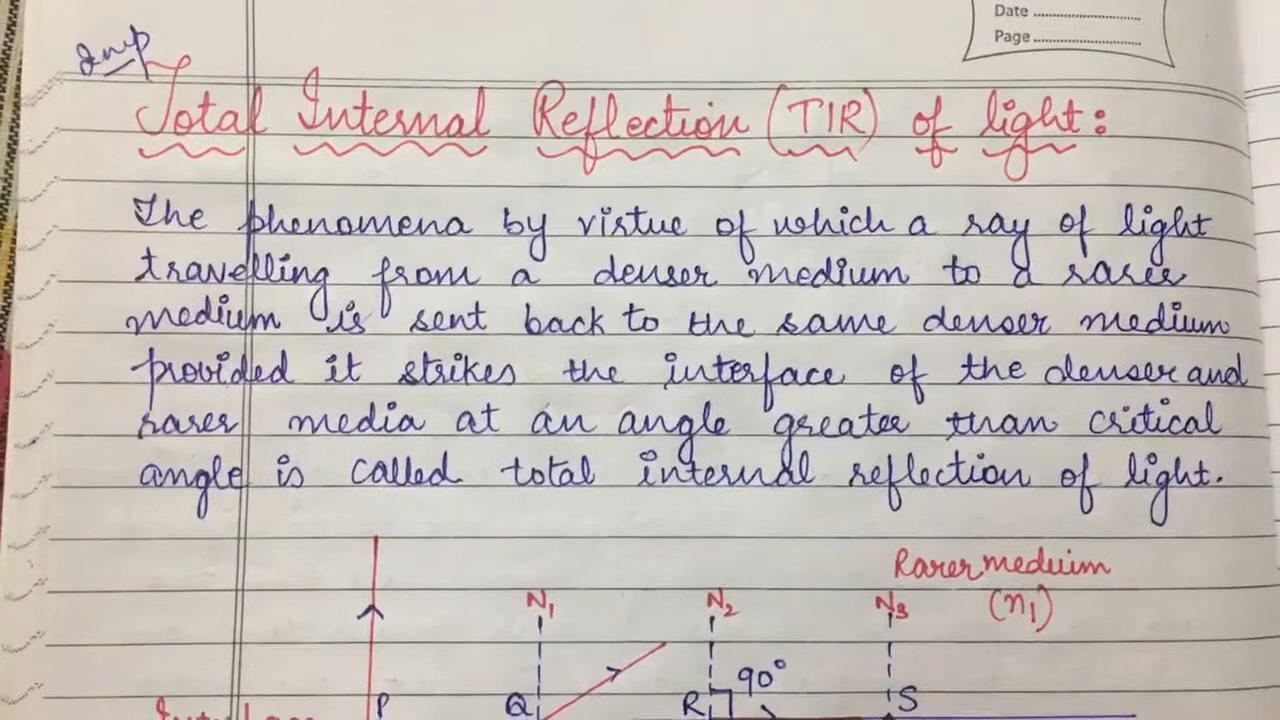 Date
Page
Imp
Total Internal Reflection (TIR) of light:
The phenomena by virtue of which a ray of light
travelling from a denser medium to a rarer
medium is sent back to the same denser medium
provided it strikes the interface of the denser and
rarer media at an angle greater than critical
angle is called total internal reflection of light.
Rarer meduim
(n1)
N1 N2 N3
90°
P Q R S